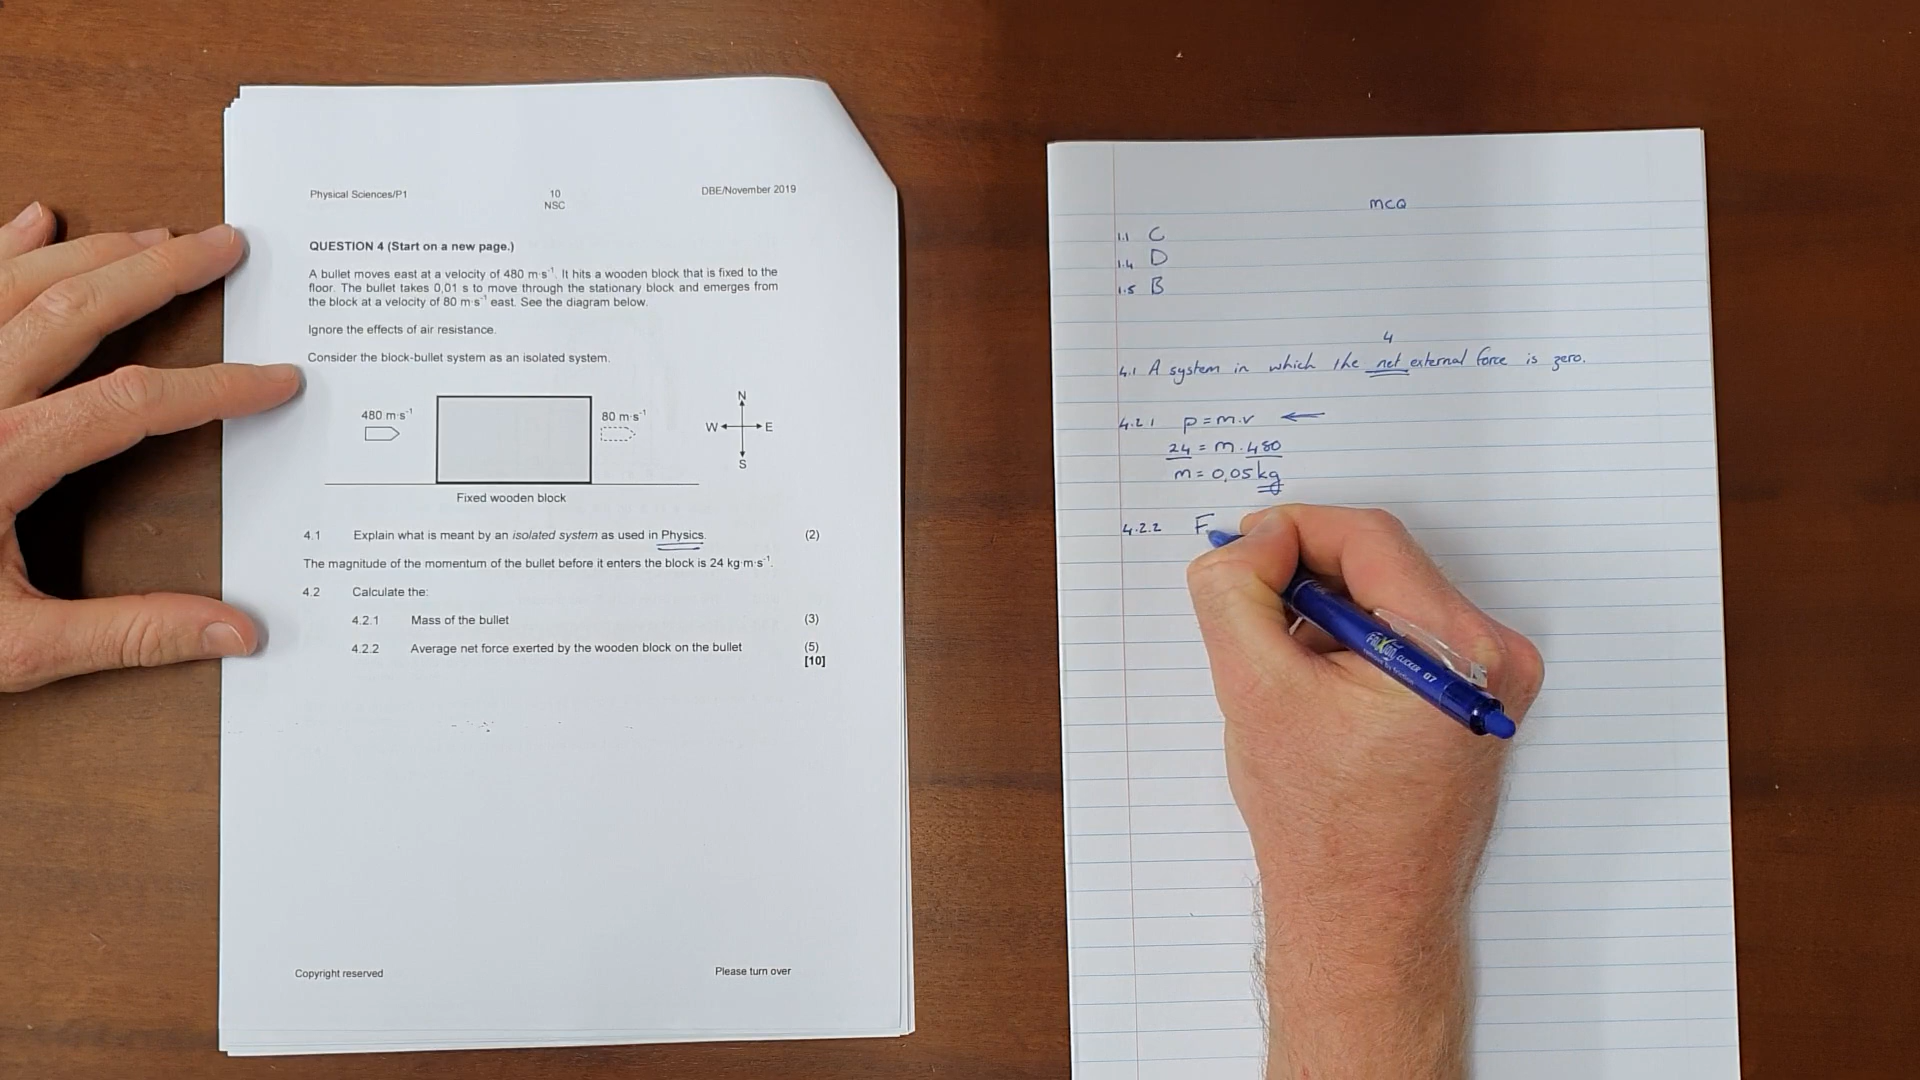 Physical Sciences/P1
10
NSC
DBE/November 2019
QUESTION 4 (Start on a new page.)
A bullet moves east at a velocity of 480 m·s⁻¹. It hits a wooden block that is fixed to the
floor. The bullet takes 0,01 s to move through the stationary block and emerges from
the block at a velocity of 80 m·s⁻¹ east. See the diagram below.
Ignore the effects of air resistance.
Consider the block-bullet system as an isolated system.
480 m·s⁻¹
80 m·s⁻¹
N
W E
S
Fixed wooden block
4.1 Explain what is meant by an isolated system as used in Physics. (2)
The magnitude of the momentum of the bullet before it enters the block is 24 kg·m·s⁻¹.
4.2 Calculate the:
4.2.1 Mass of the bullet (3)
4.2.2 Average net force exerted by the wooden block on the bullet (5)
[10]
Copyright reserved
Please turn over
MCQ
1.1 C
1.4 D
1.5 B
4
4.1 A system in which the net external force is zero.
4.2.1 p = m.v ←
24 = m . 480
m = 0,05 kg
4.2.2 F
FriXion CLICKER 07